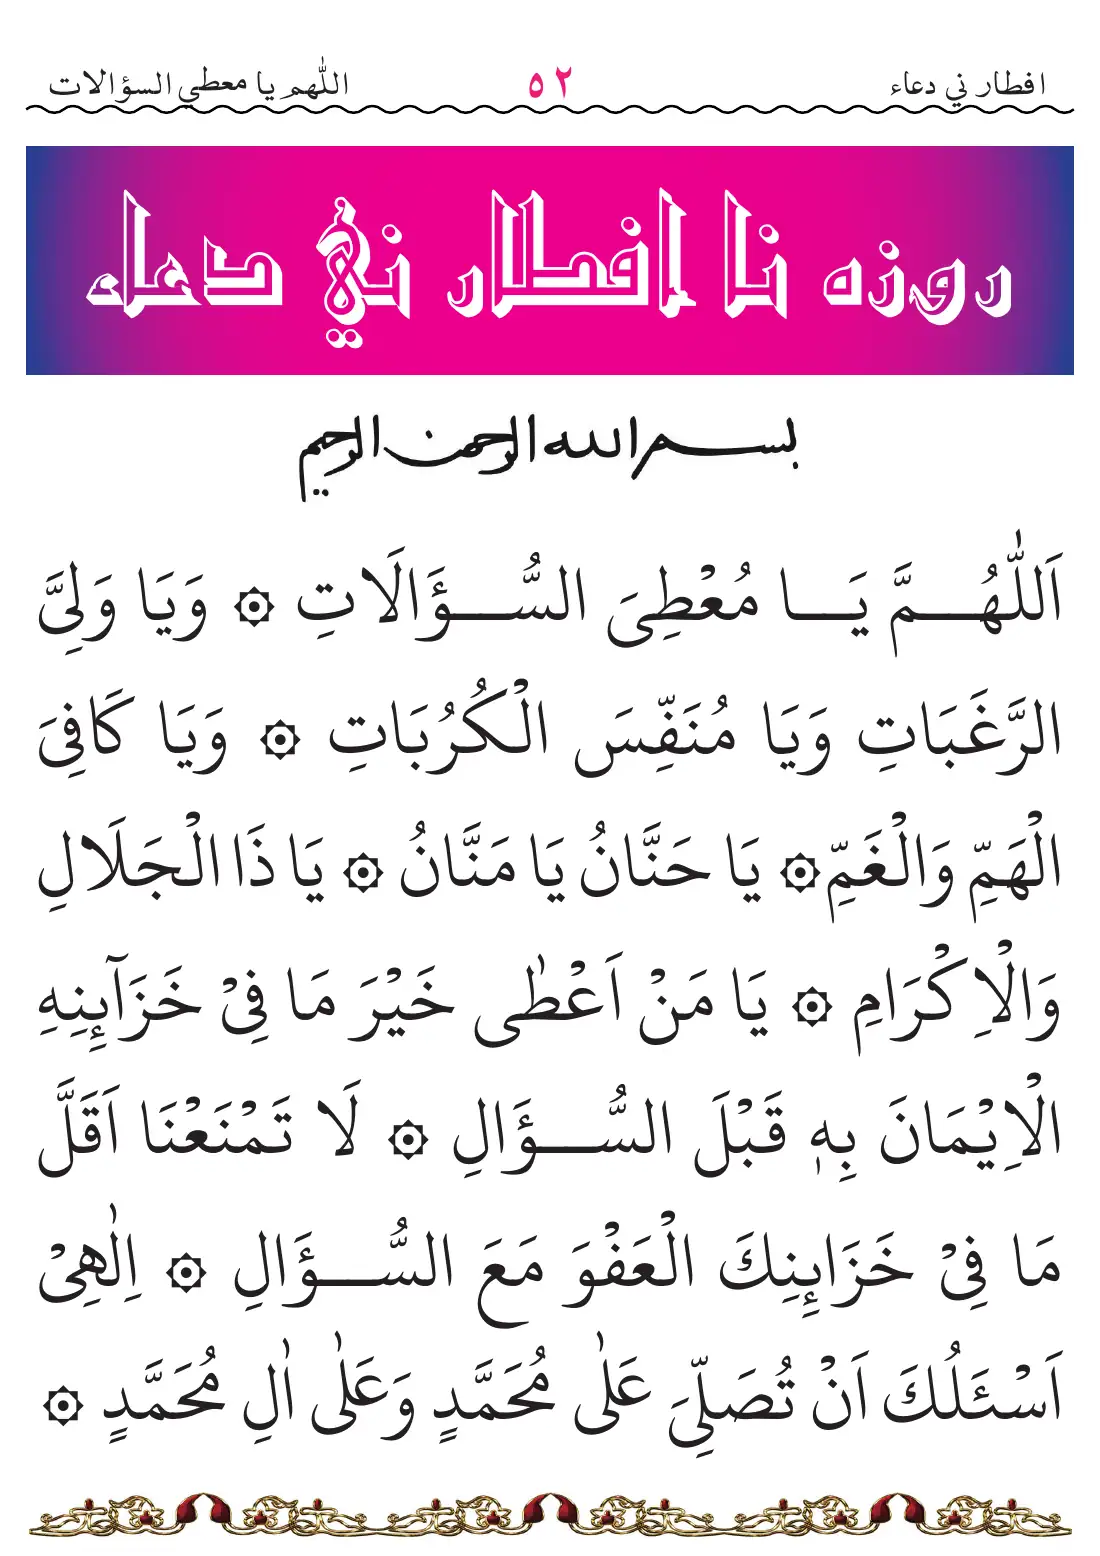 افطار ني دعاء
٥٢
اللّٰهم يا معطي السؤالات
روزه نا إفطار ني دعاء
بسم الله الرحمن الرحيم
اَللّٰهُمَّ يَا مُعْطِىَ السُّؤَالَاتِ ۞ وَيَا وَلِىَّ
الرَّغَبَاتِ وَيَا مُنَفِّسَ الْكُرُبَاتِ ۞ وَيَا كَافِىَ
الْهَمِّ وَالْغَمِّ۞ يَا حَنَّانُ يَا مَنَّانُ ۞ يَا ذَا الْجَلَالِ
وَالْاِكْرَامِ ۞ يَا مَنْ اَعْطٰى خَيْرَ مَا فِىْ خَزَآئِنِهِ
الْاِيْمَانَ بِهٖ قَبْلَ السُّؤَالِ ۞ لَا تَمْنَعْنَا اَقَلَّ
مَا فِىْ خَزَائِنِكَ الْعَفْوَ مَعَ السُّؤَالِ ۞ اِلٰهِىْ
اَسْئَلُكَ اَنْ تُصَلِّىَ عَلٰى مُحَمَّدٍ وَعَلٰى اٰلِ مُحَمَّدٍ ۞